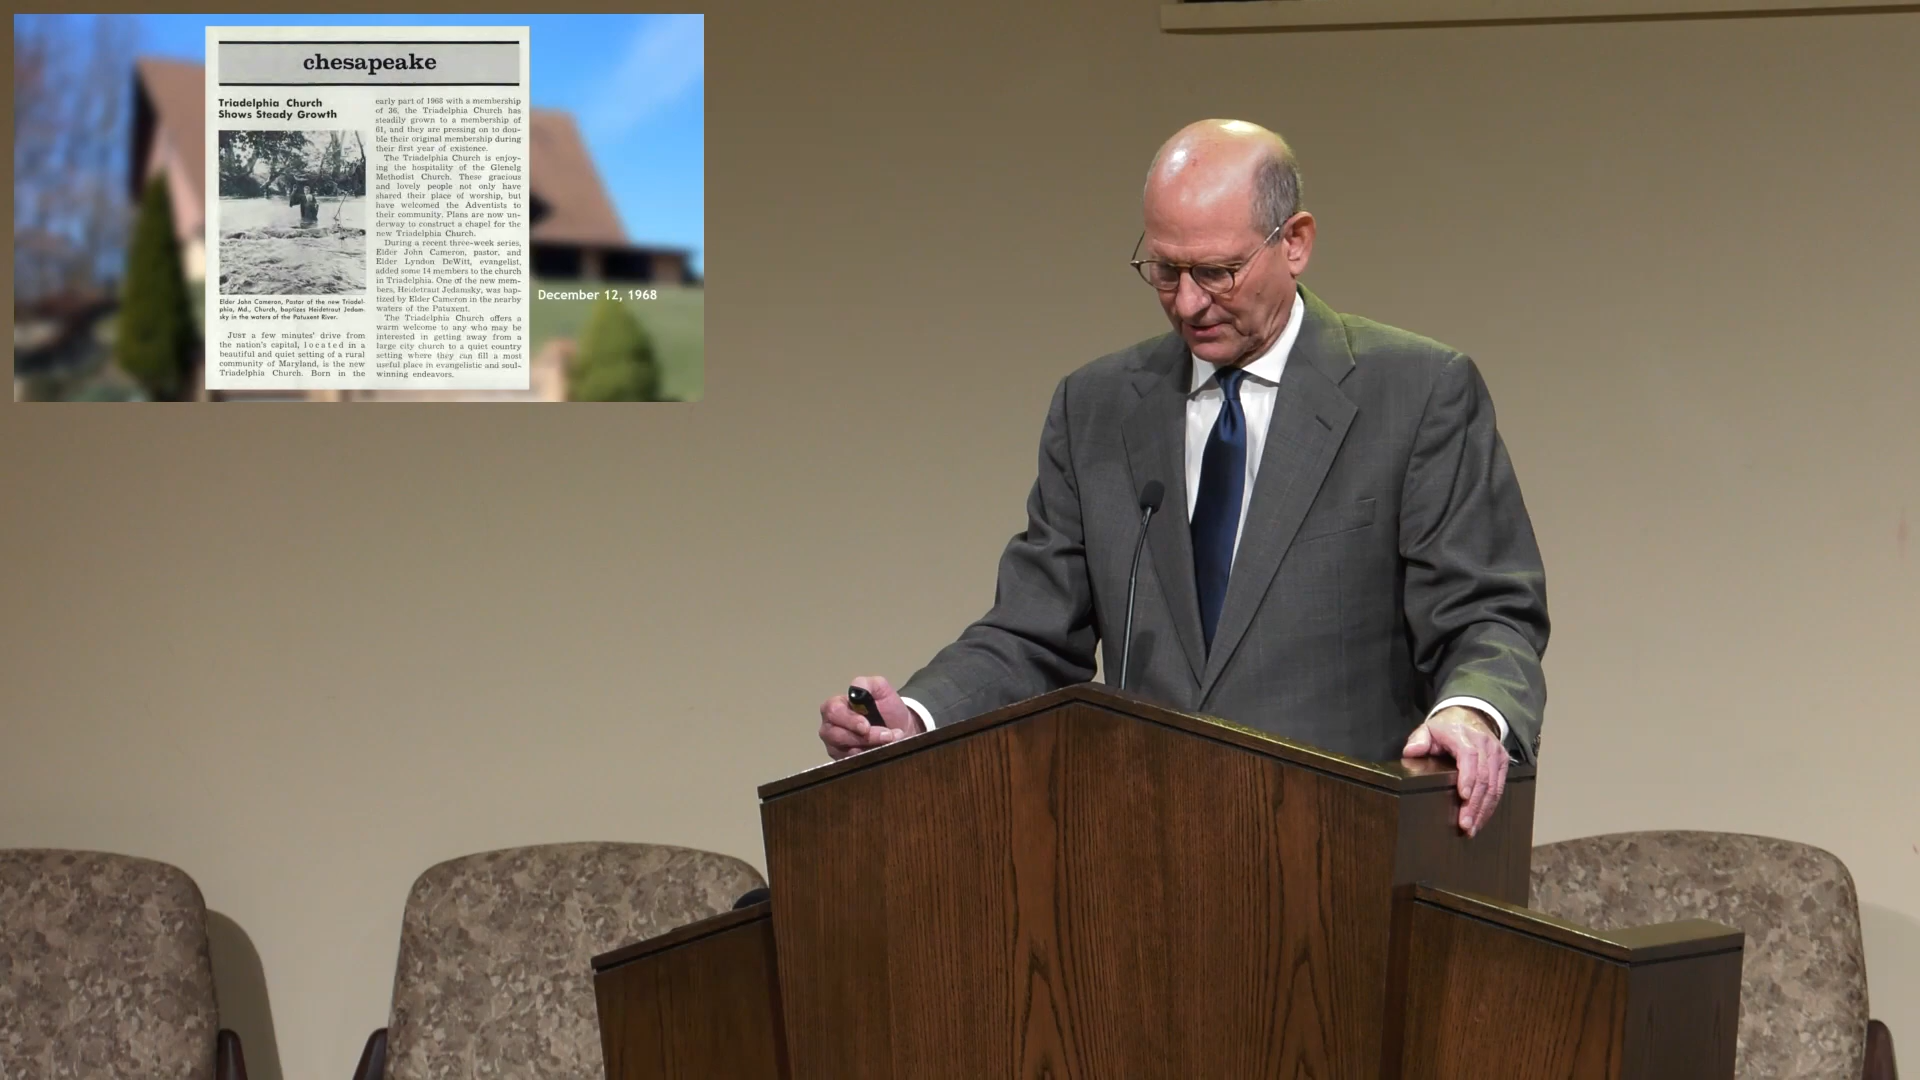 chesapeake
Triadelphia Church
Shows Steady Growth
Elder John Cameron, Pastor of the new Triadel-
phia, Md., Church, baptizes Heidetraut Jedam-
sky in the waters of the Patuxent River.
JUST a few minutes' drive from
the nation's capital, located in a
beautiful and quiet setting of a rural
community of Maryland, is the new
Triadelphia Church. Born in the
early part of 1968 with a membership
of 36, the Triadelphia Church has
steadily grown to a membership of
61, and they are pressing on to dou-
ble their original membership during
their first year of existence.
The Triadelphia Church is enjoy-
ing the hospitality of the Glenelg
Methodist Church. These gracious
and lovely people not only have
shared their place of worship, but
have welcomed the Adventists to
their community. Plans are now un-
derway to construct a chapel for the
new Triadelphia Church.
During a recent three-week series,
Elder John Cameron, pastor, and
Elder Lyndon DeWitt, evangelist,
added some 14 members to the church
in Triadelphia. One of the new mem-
bers, Heidetraut Jedamsky, was bap-
tized by Elder Cameron in the nearby
waters of the Patuxent.
The Triadelphia Church offers a
warm welcome to any who may be
interested in getting away from a
large city church to a quiet country
setting where they can fill a most
useful place in evangelistic and soul-
winning endeavors.
December 12, 1968